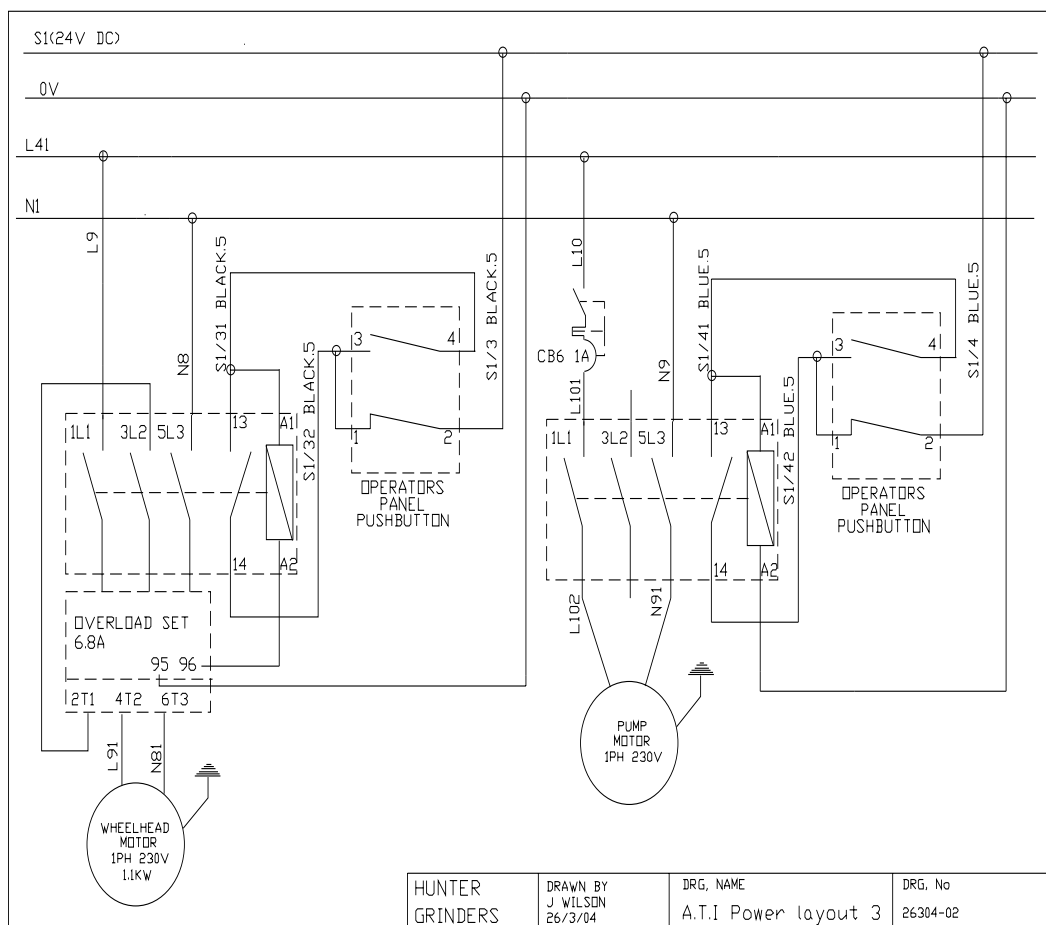 S1(24V DC)
0V
L41
N1
L9
N8
S1/31 BLACK.5
S1/32 BLACK.5
S1/3 BLACK.5
L10
CB6 1A
L101
N9
S1/41 BLUE.5
S1/42 BLUE.5
S1/4 BLUE.5
3 4
1 2
OPERATORS
PANEL
PUSHBUTTON
3 4
1 2
OPERATORS
PANEL
PUSHBUTTON
1L1 3L2 5L3 13 A1
14 A2
1L1 3L2 5L3 13 A1
14 A2
OVERLOAD SET
6.8A
95 96
2T1 4T2 6T3
L91
N81
L102
N91
WHEELHEAD
MOTOR
1PH 230V
1.1KW
PUMP
MOTOR
1PH 230V
HUNTER
GRINDERS
DRAWN BY
J WILSON
26/3/04
DRG, NAME
A.T.I Power layout 3
DRG, No
26304-02